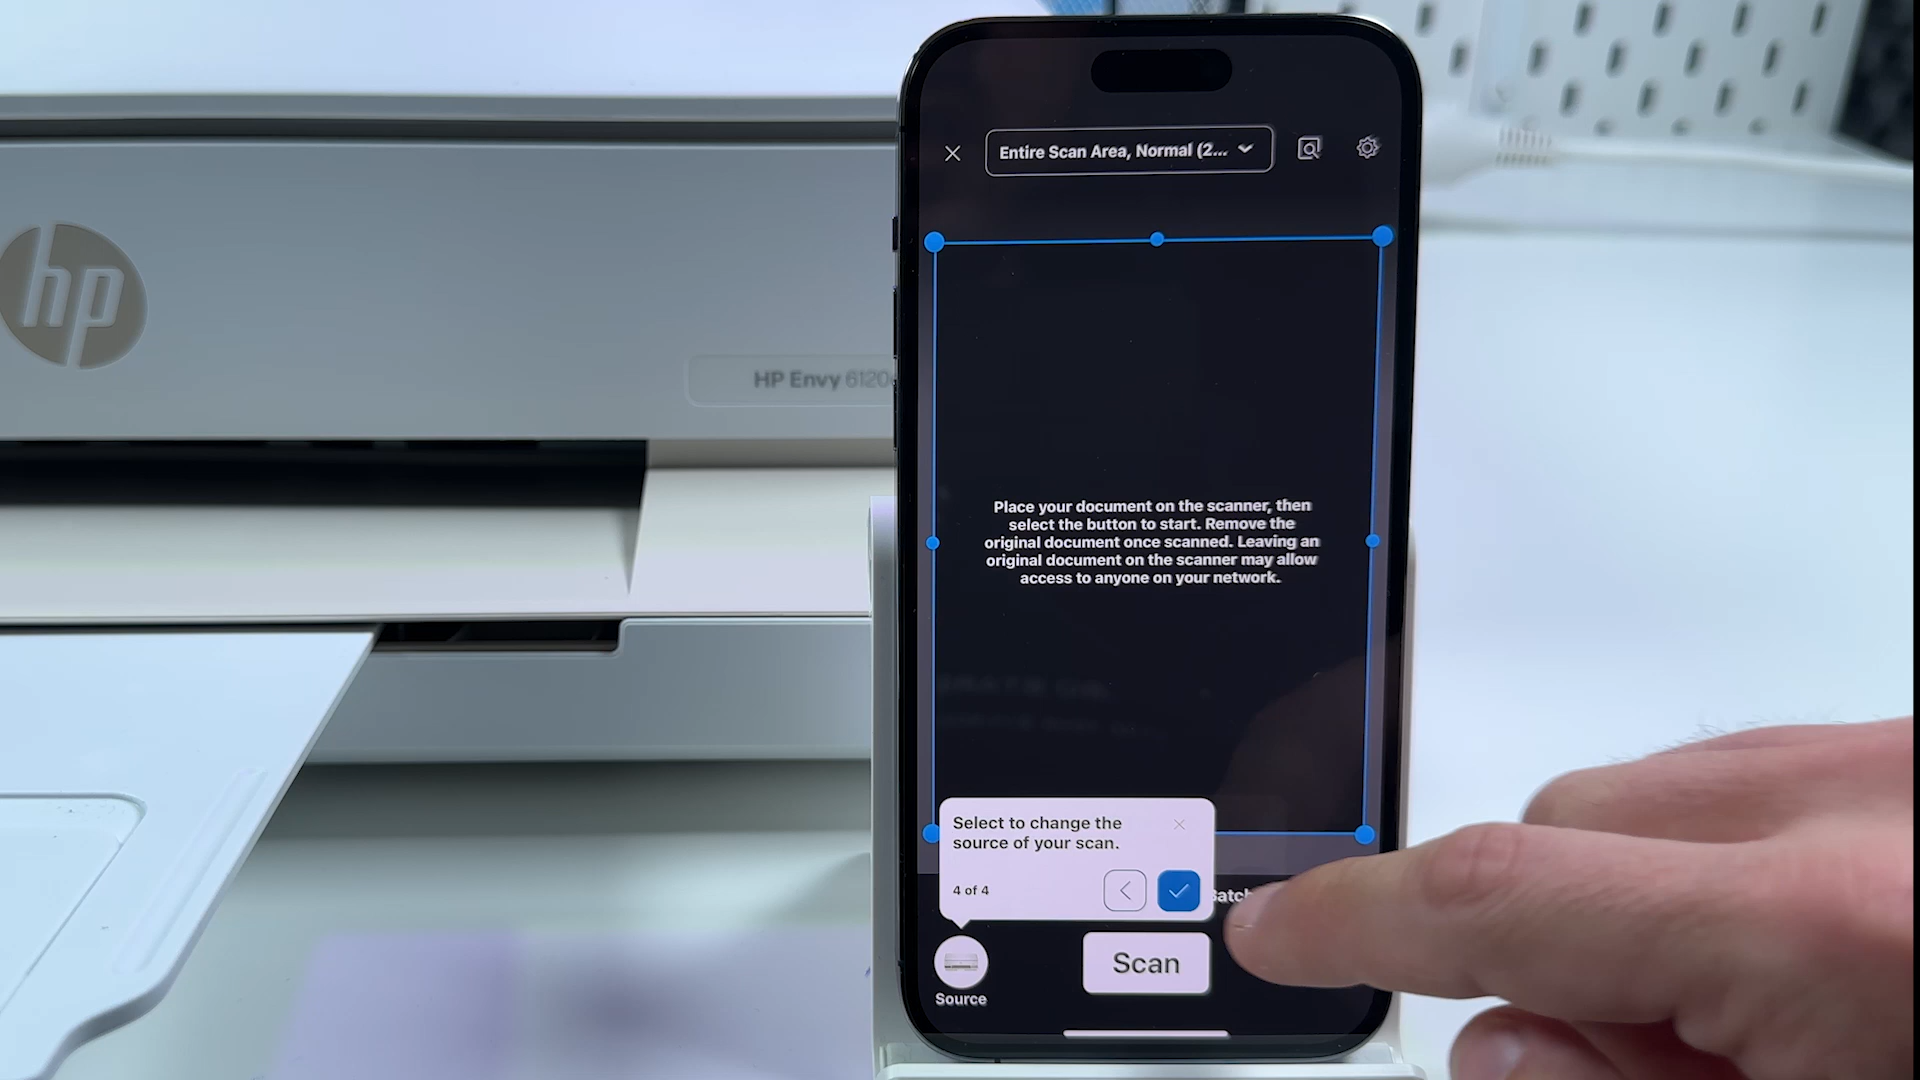 hp
HP Envy 6120
Entire Scan Area, Normal (2...
Place your document on the scanner, then
select the button to start. Remove the
original document once scanned. Leaving an
original document on the scanner may allow
access to anyone on your network.
Select to change the
source of your scan.
4 of 4
Batch
Scan
Source